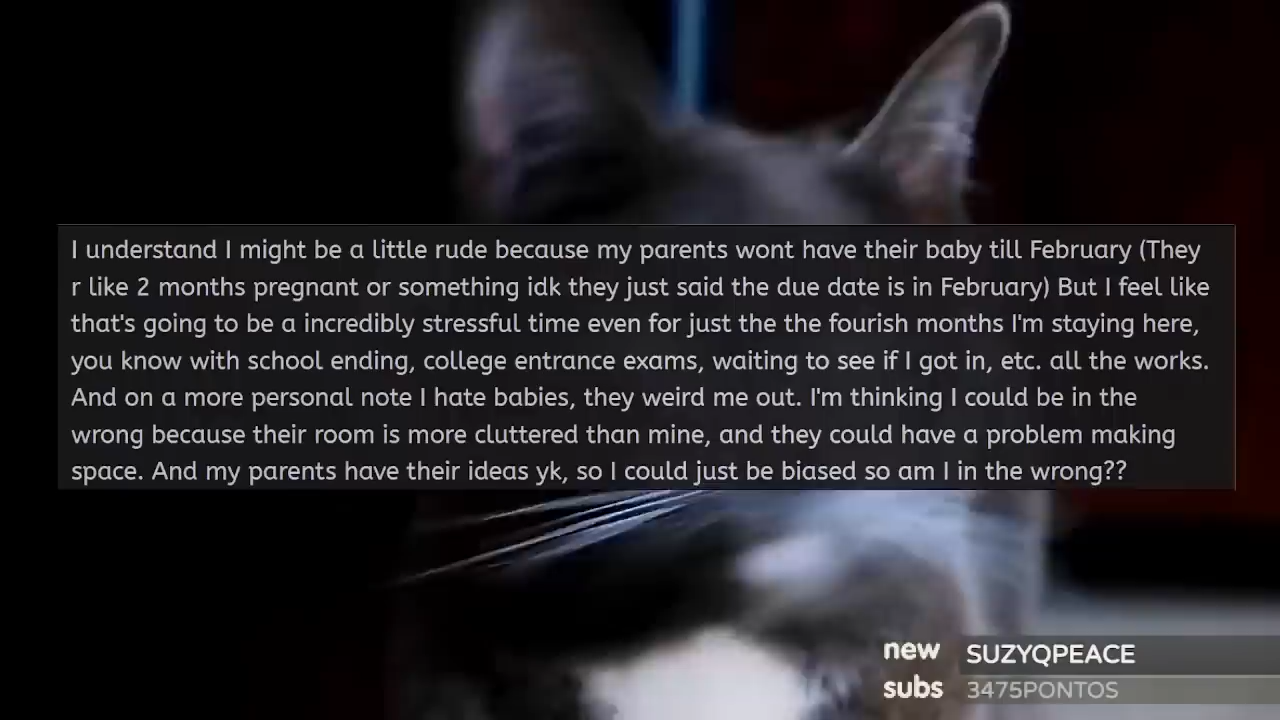 I understand I might be a little rude because my parents wont have their baby till February (They
r like 2 months pregnant or something idk they just said the due date is in February) But I feel like
that's going to be a incredibly stressful time even for just the the fourish months I'm staying here,
you know with school ending, college entrance exams, waiting to see if I got in, etc. all the works.
And on a more personal note I hate babies, they weird me out. I'm thinking I could be in the
wrong because their room is more cluttered than mine, and they could have a problem making
space. And my parents have their ideas yk, so I could just be biased so am I in the wrong??
new SUZYQPEACE
subs 3475PONTOS